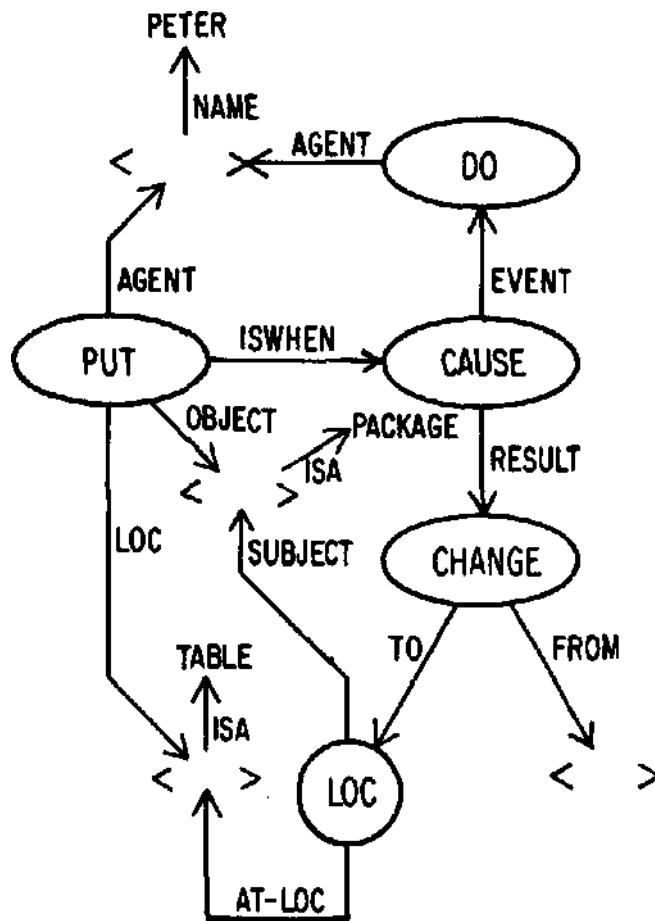 PETER
NAME
< >
AGENT
DO
AGENT
EVENT
PUT
ISWHEN
CAUSE
OBJECT
PACKAGE
ISA
RESULT
< >
LOC
SUBJECT
CHANGE
TABLE
TO
FROM
ISA
< >
LOC
< >
AT-LOC